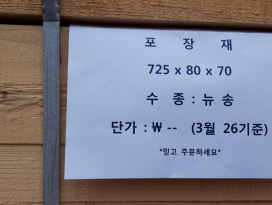 포 장 재
725 x 80 x 70
수 종 : 뉴 송
단가 : ₩ -- (3월 26기준)
*믿고 주문하세요*